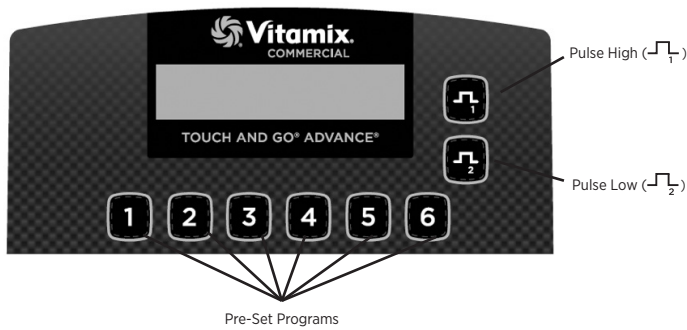 Vitamix.
COMMERCIAL
TOUCH AND GO® ADVANCE®
Pulse High (1)
1
2
Pulse Low (2)
1 2 3 4 5 6
Pre-Set Programs